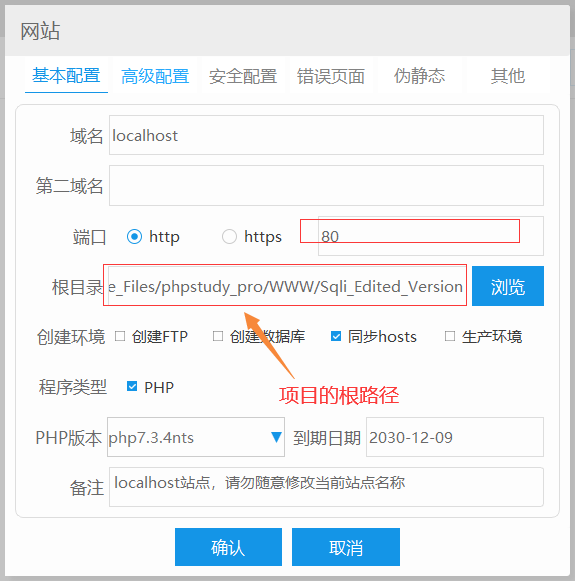 网站
基本配置 高级配置 安全配置 错误页面 伪静态 其他
域名 localhost
第二域名
端口 http https 80
根目录 e_Files/phpstudy_pro/WWW/Sqli_Edited_Version 浏览
创建环境 创建FTP 创建数据库 同步hosts 生产环境
程序类型 PHP
项目的根路径
PHP版本 php7.3.4nts 到期日期 2030-12-09
备注 localhost站点，请勿随意修改当前站点名称
确认 取消